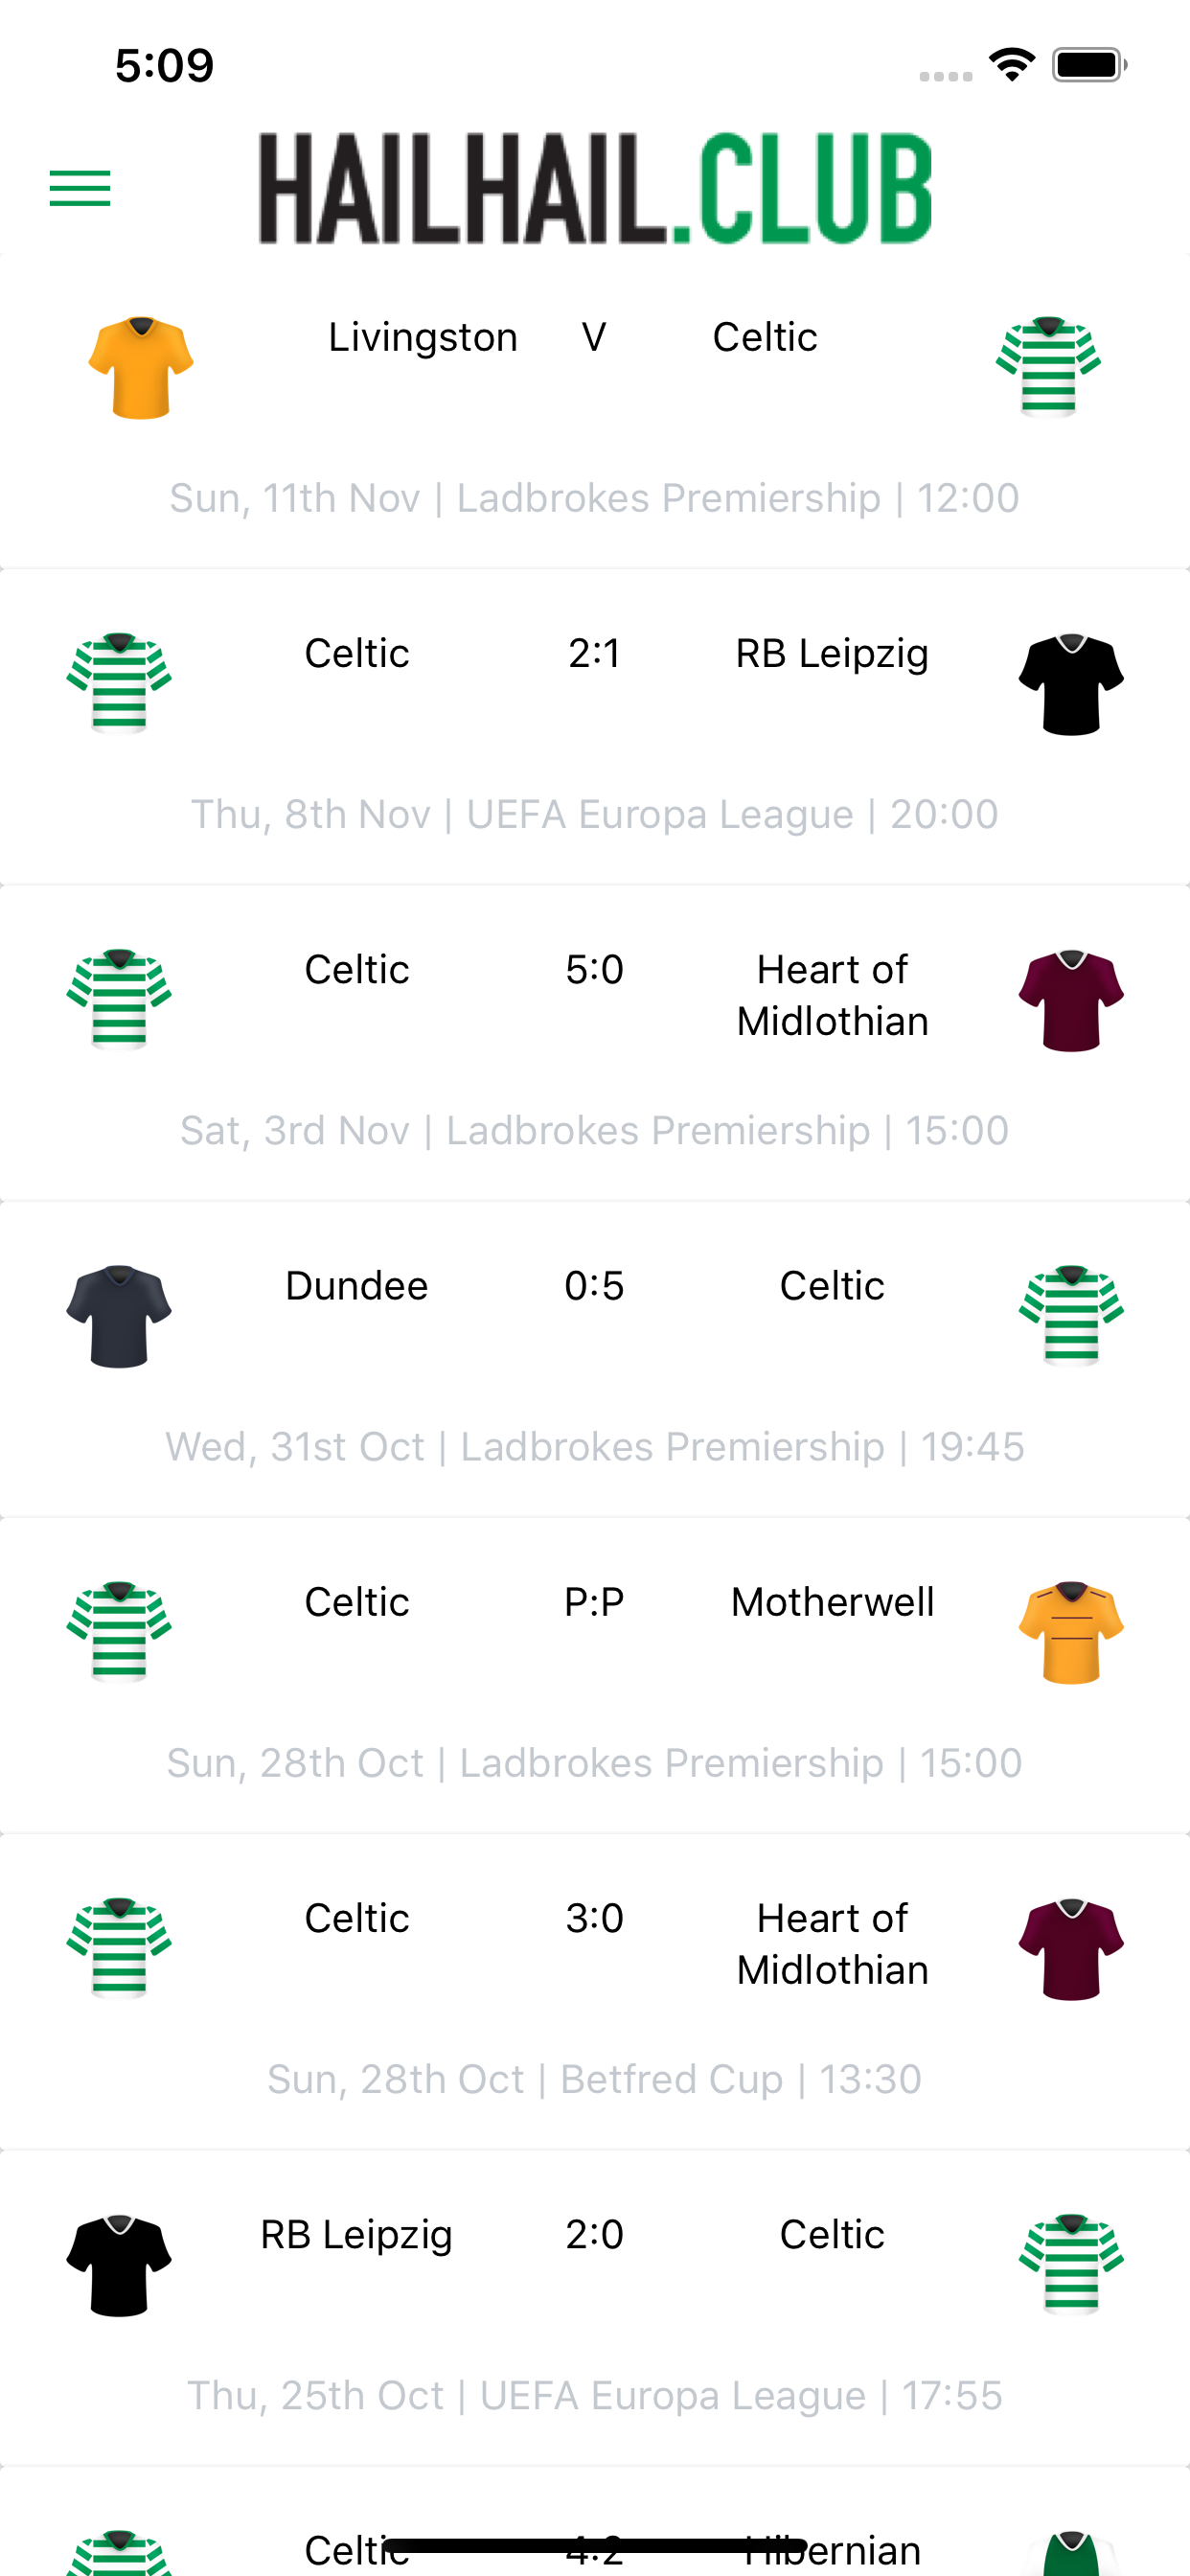 5:09
HAILHAIL.CLUB
Livingston V Celtic
Sun, 11th Nov | Ladbrokes Premiership | 12:00
Celtic 2:1 RB Leipzig
Thu, 8th Nov | UEFA Europa League | 20:00
Celtic 5:0 Heart of
Midlothian
Sat, 3rd Nov | Ladbrokes Premiership | 15:00
Dundee 0:5 Celtic
Wed, 31st Oct | Ladbrokes Premiership | 19:45
Celtic P:P Motherwell
Sun, 28th Oct | Ladbrokes Premiership | 15:00
Celtic 3:0 Heart of
Midlothian
Sun, 28th Oct | Betfred Cup | 13:30
RB Leipzig 2:0 Celtic
Thu, 25th Oct | UEFA Europa League | 17:55
Celtic 4:2 Hibernian